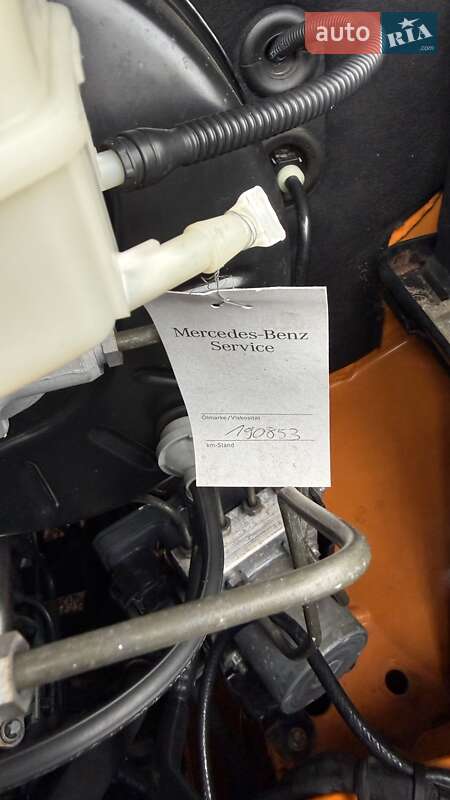 auto RIA
.com
Mercedes-Benz
Service
Ölmarke/Viskosität
190853
km-Stand